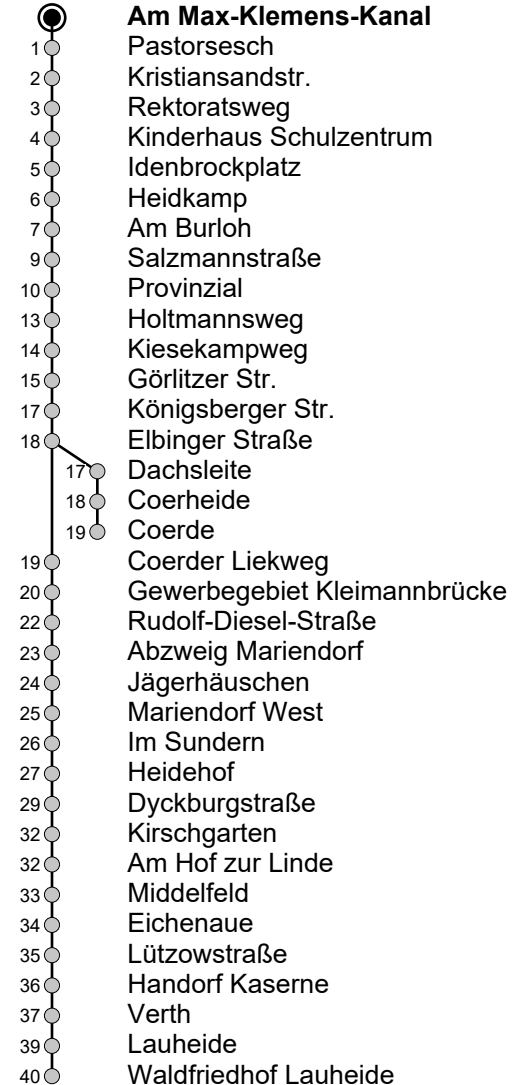 Am Max-Klemens-Kanal
1 Pastorsesch
2 Kristiansandstr.
3 Rektoratsweg
4 Kinderhaus Schulzentrum
5 Idenbrockplatz
6 Heidkamp
7 Am Burloh
9 Salzmannstraße
10 Provinzial
13 Holtmannsweg
14 Kiesekampweg
15 Görlitzer Str.
17 Königsberger Str.
18 Elbinger Straße
17 Dachsleite
18 Coerheide
19 Coerde
19 Coerder Liekweg
20 Gewerbegebiet Kleimannbrücke
22 Rudolf-Diesel-Straße
23 Abzweig Mariendorf
24 Jägerhäuschen
25 Mariendorf West
26 Im Sundern
27 Heidehof
29 Dyckburgstraße
32 Kirschgarten
32 Am Hof zur Linde
33 Middelfeld
34 Eichenaue
35 Lützowstraße
36 Handorf Kaserne
37 Verth
39 Lauheide
40 Waldfriedhof Lauheide